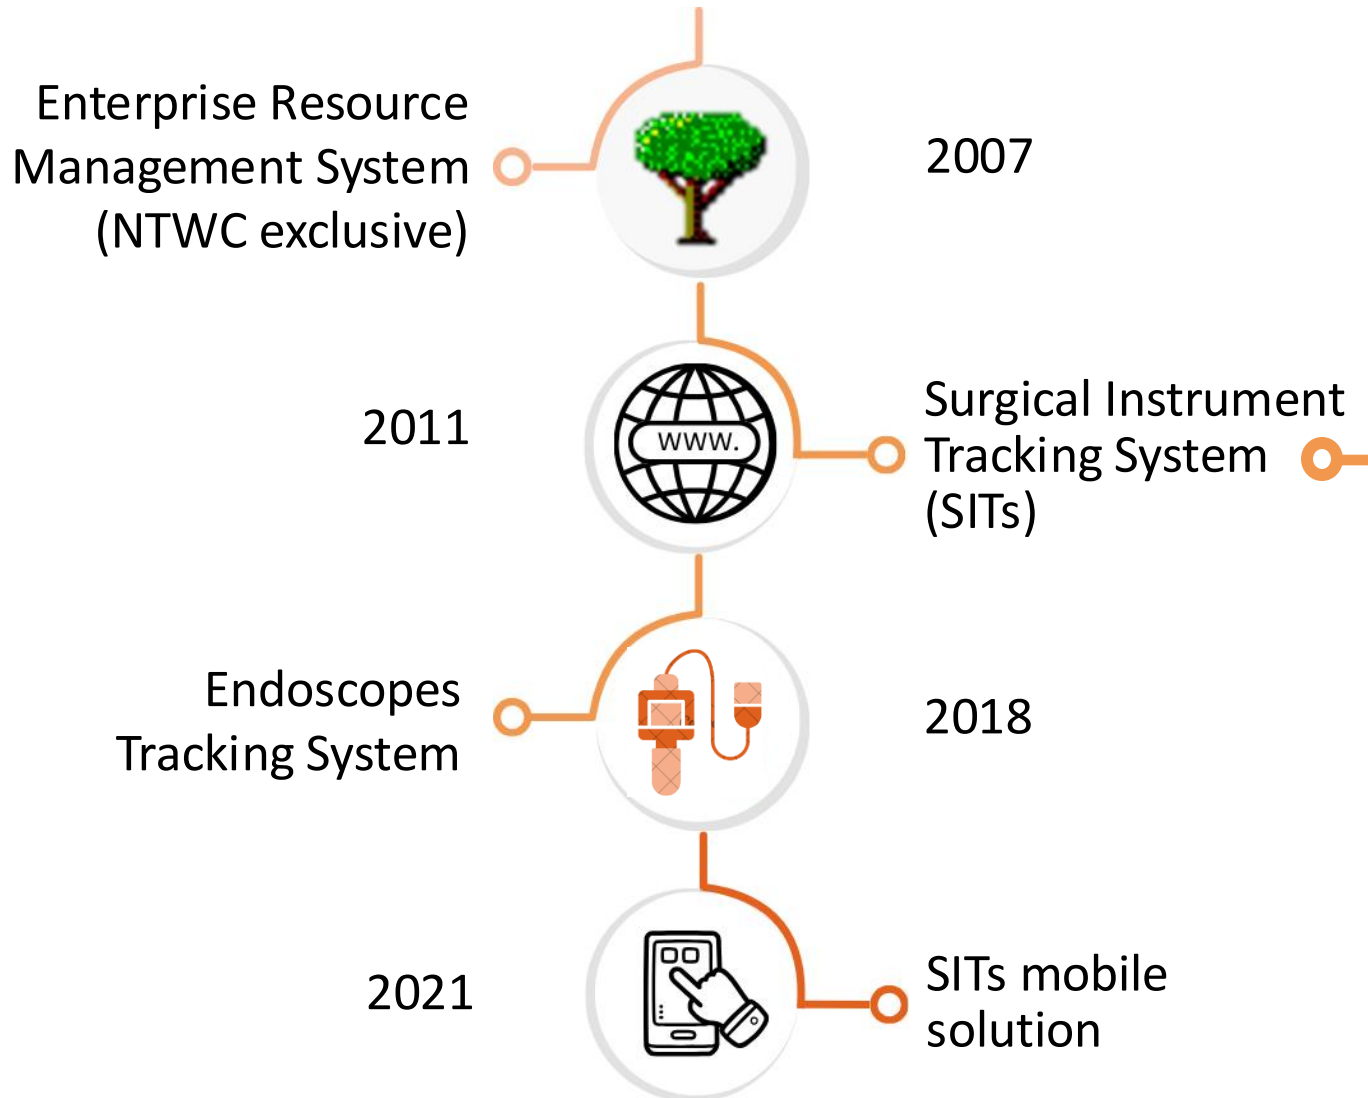 Enterprise Resource
Management System
(NTWC exclusive)
2007
2011
www.
Surgical Instrument
Tracking System
(SITs)
Endoscopes
Tracking System
2018
2021
SITs mobile
solution